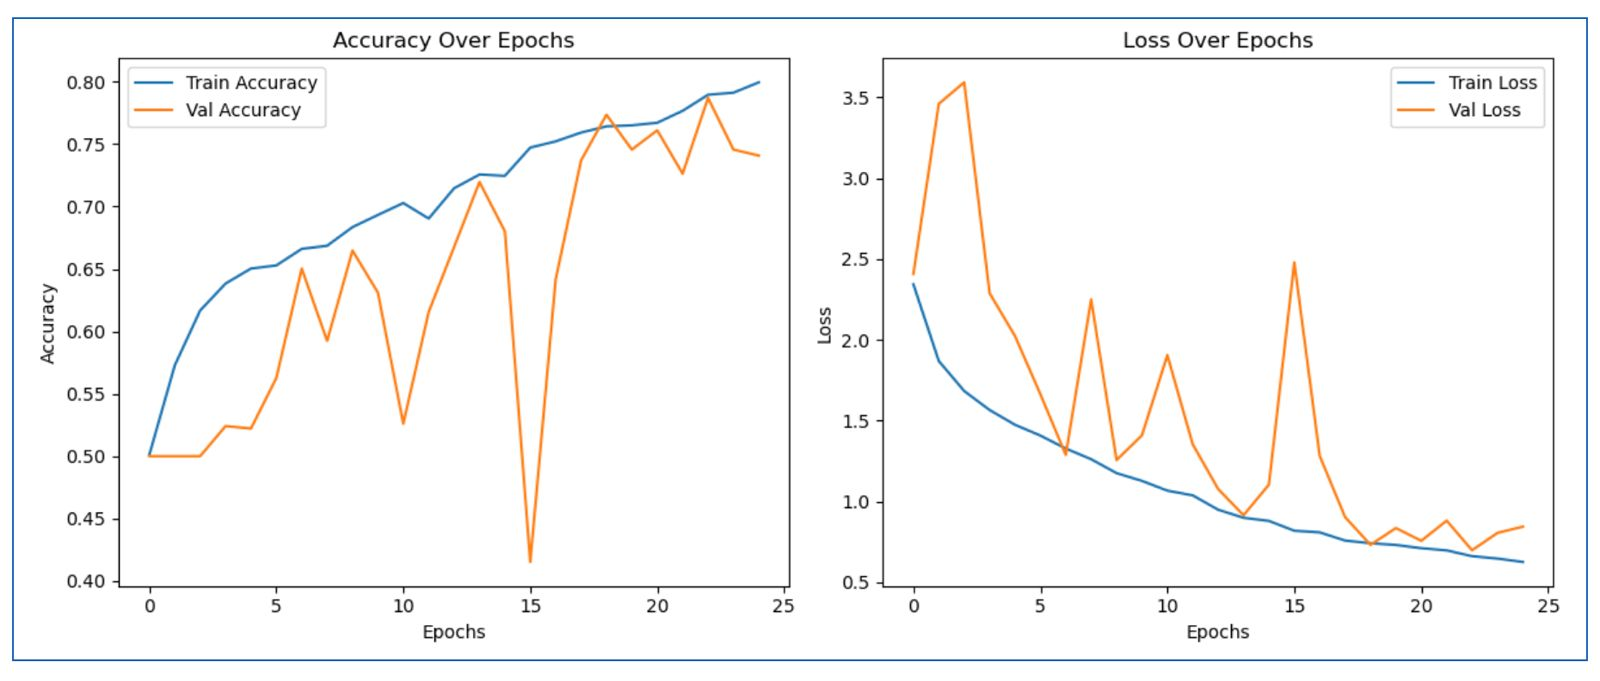 Accuracy Over Epochs
Train Accuracy
Val Accuracy
0.80
0.75
0.70
0.65
0.60
0.55
0.50
0.45
0.40
Accuracy
0 5 10 15 20 25
Epochs
Loss Over Epochs
Train Loss
Val Loss
3.5
3.0
2.5
2.0
1.5
1.0
0.5
Loss
0 5 10 15 20 25
Epochs